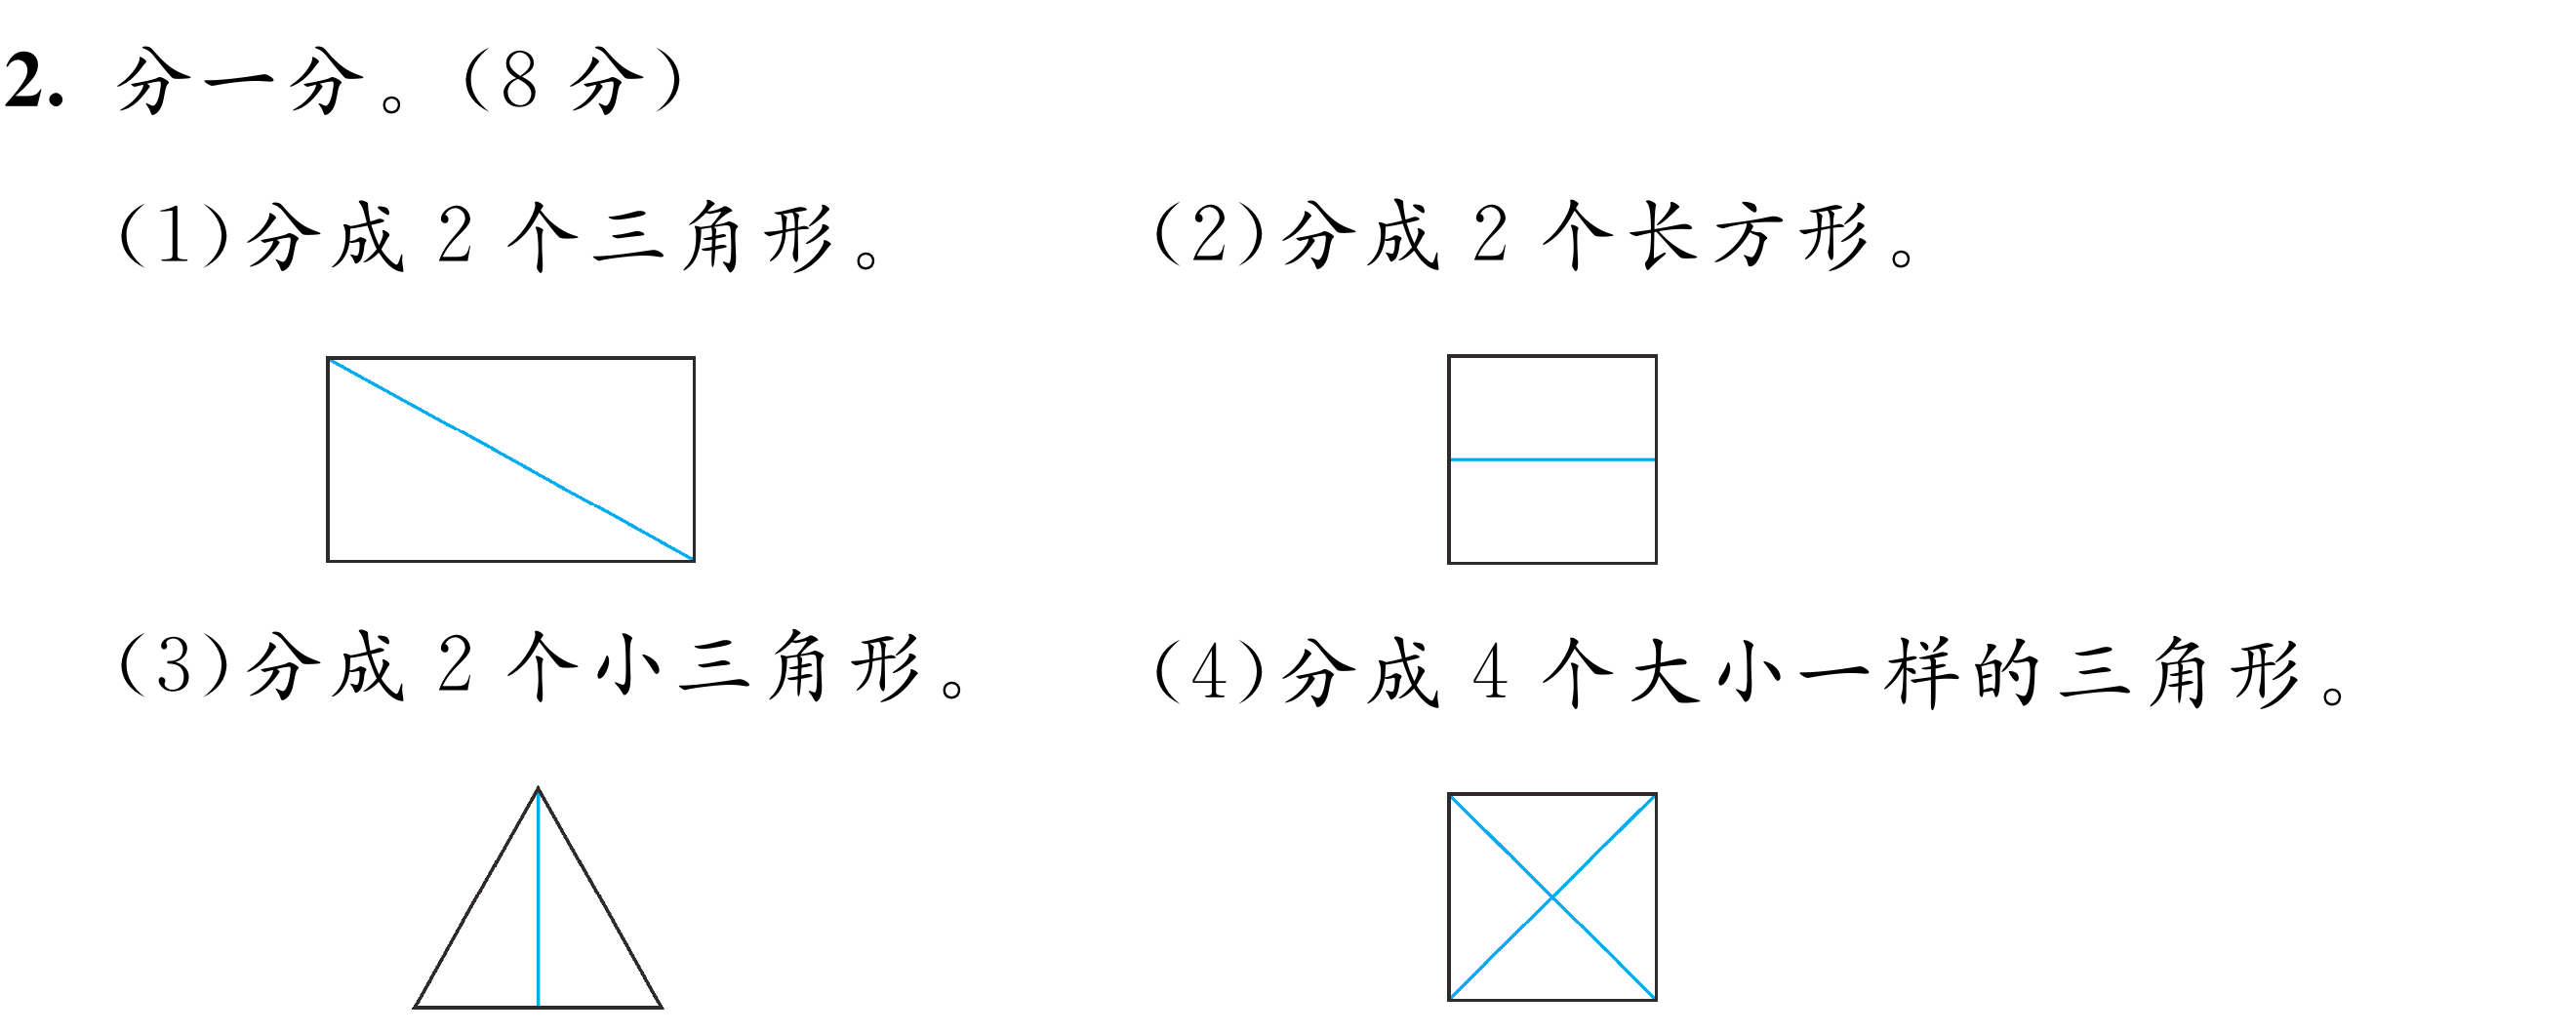 2. 分一分。(8 分)
(1)分成 2 个三角形。 (2)分成 2 个长方形。
(3)分成 2 个小三角形。 (4)分成 4 个大小一样的三角形。